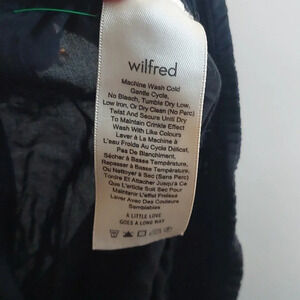 wilfred
Machine Wash Cold
Gentle Cycle,
No Bleach, Tumble Dry Low,
Low Iron, Or Dry Clean (No Perc)
Twist And Secure Until Dry
To Maintain Crinkle Effect
Wash With Like Colours
Laver À La Machine À
L'eau Froide Au Cycle Délicat,
Pas De Blanchiment,
Sécher À Basse Température,
Repasser À Basse Température,
Ou Nettoyer À Sec (Sans Perc)
Tordre Et Attacher Jusqu'à Ce
Que L'article Soit Sec Pour
Maintenir L'effet Froissé
Laver Avec Des Couleurs
Semblables
A LITTLE LOVE
GOES A LONG WAY